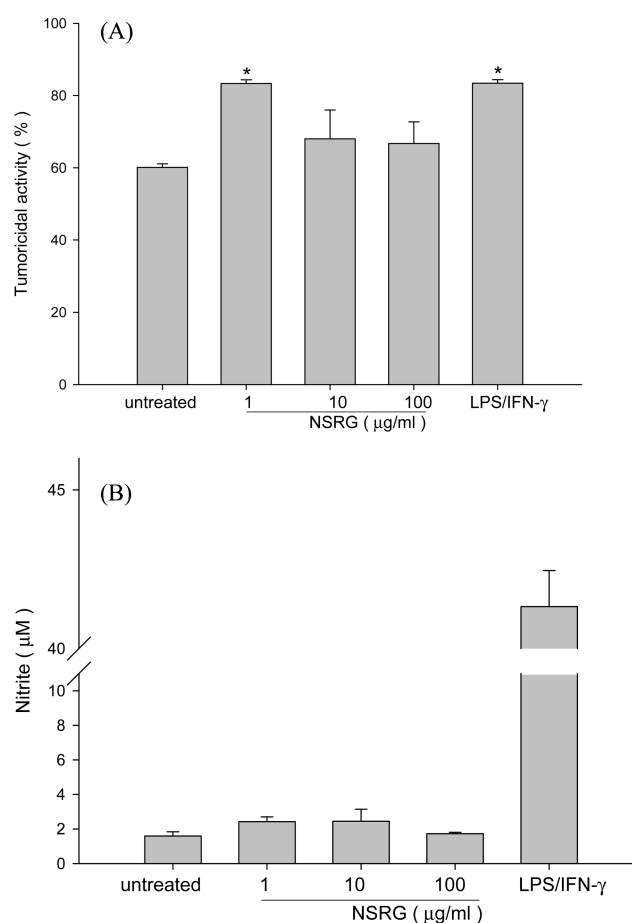 (A)
100
80
60
40
20
0
Tumoricidal activity ( % )
* *
untreated 1 10 100 LPS/IFN-γ
NSRG ( μg/ml )
(B)
45
40
10
8
6
4
2
0
Nitrite ( μM )
untreated 1 10 100 LPS/IFN-γ
NSRG ( μg/ml )